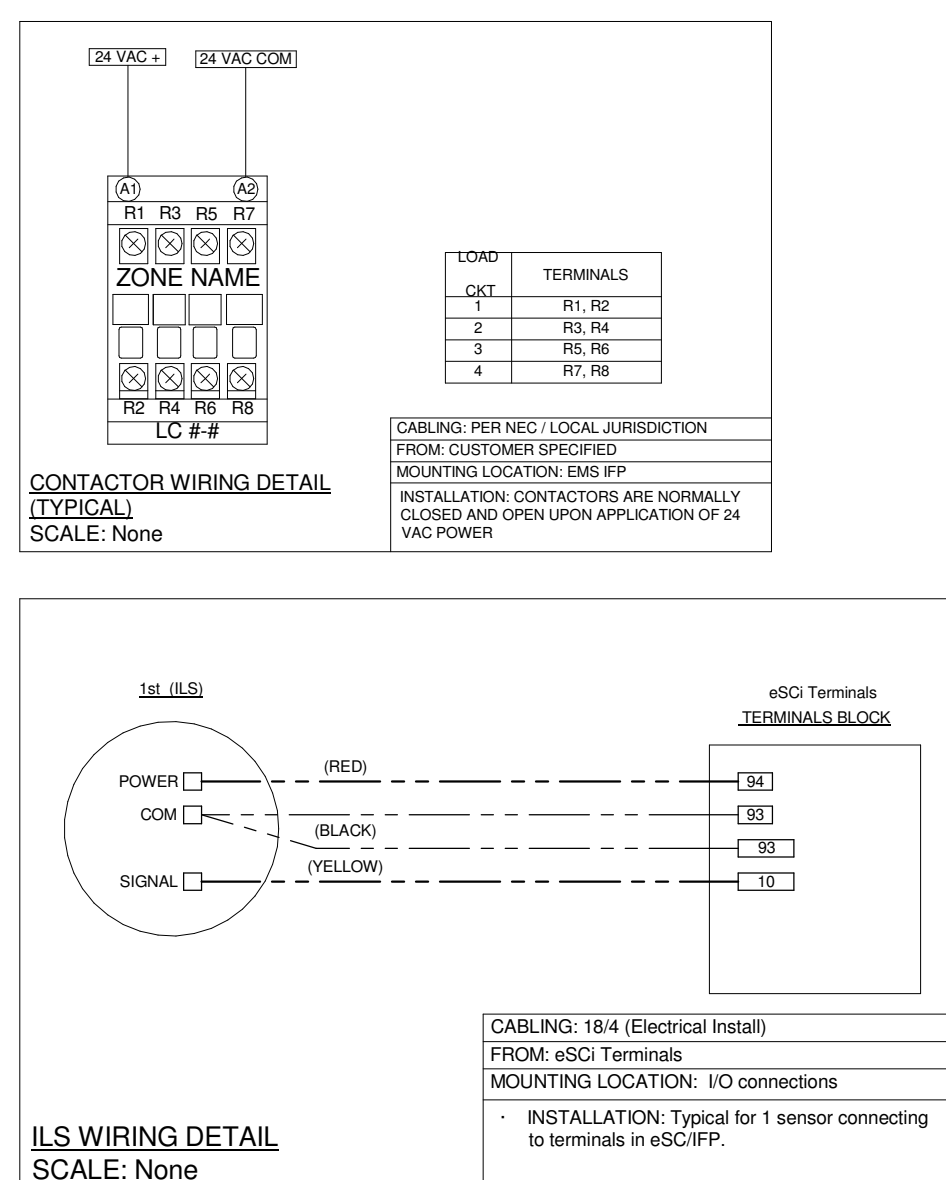 24 VAC +
24 VAC COM
A1
A2
R1 R3 R5 R7
ZONE NAME
R2 R4 R6 R8
LC #-#
LOAD
CKT
TERMINALS
1 R1, R2
2 R3, R4
3 R5, R6
4 R7, R8
CABLING: PER NEC / LOCAL JURISDICTION
FROM: CUSTOMER SPECIFIED
MOUNTING LOCATION: EMS IFP
INSTALLATION: CONTACTORS ARE NORMALLY
CLOSED AND OPEN UPON APPLICATION OF 24
VAC POWER
CONTACTOR WIRING DETAIL
(TYPICAL)
SCALE: None
1st (ILS)
eSCi Terminals
TERMINALS BLOCK
POWER
(RED)
94
COM
93
(BLACK)
93
(YELLOW)
SIGNAL
10
CABLING: 18/4 (Electrical Install)
FROM: eSCi Terminals
MOUNTING LOCATION: I/O connections
· INSTALLATION: Typical for 1 sensor connecting
to terminals in eSC/IFP.
ILS WIRING DETAIL
SCALE: None